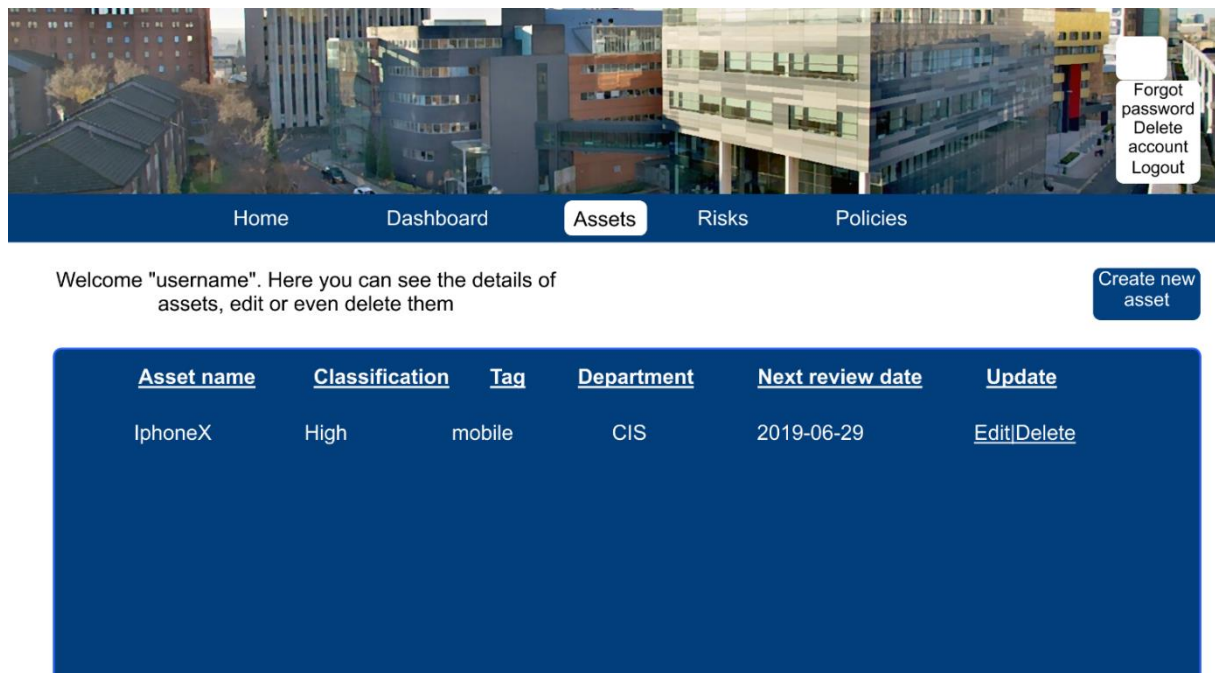 Forgot
password
Delete
account
Logout
Home Dashboard Assets Risks Policies
Welcome "username". Here you can see the details of
assets, edit or even delete them
Create new
asset
Asset name Classification Tag Department Next review date Update
IphoneX High mobile CIS 2019-06-29 Edit|Delete